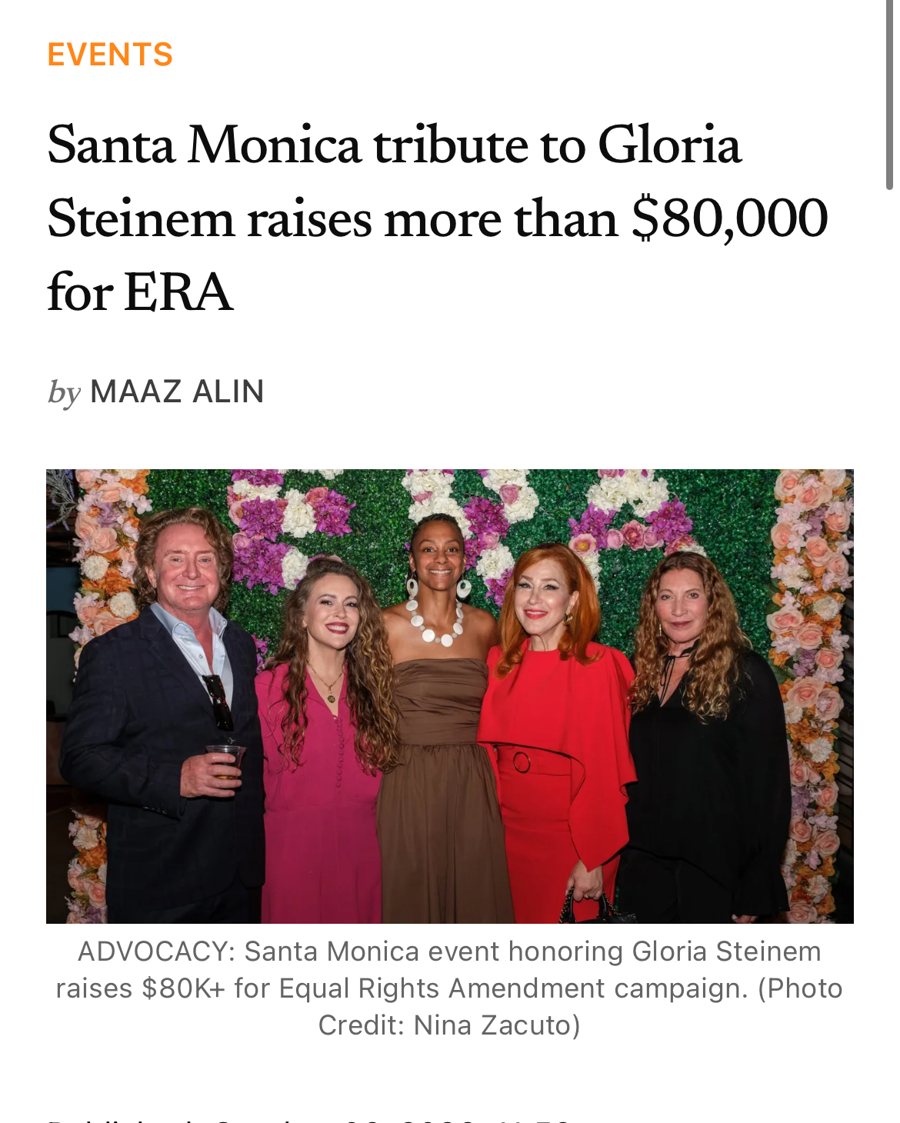 EVENTS
Santa Monica tribute to Gloria
Steinem raises more than $80,000
for ERA
by MAAZ ALIN
ERA
ADVOCACY: Santa Monica event honoring Gloria Steinem
raises $80K+ for Equal Rights Amendment campaign. (Photo
Credit: Nina Zacuto)